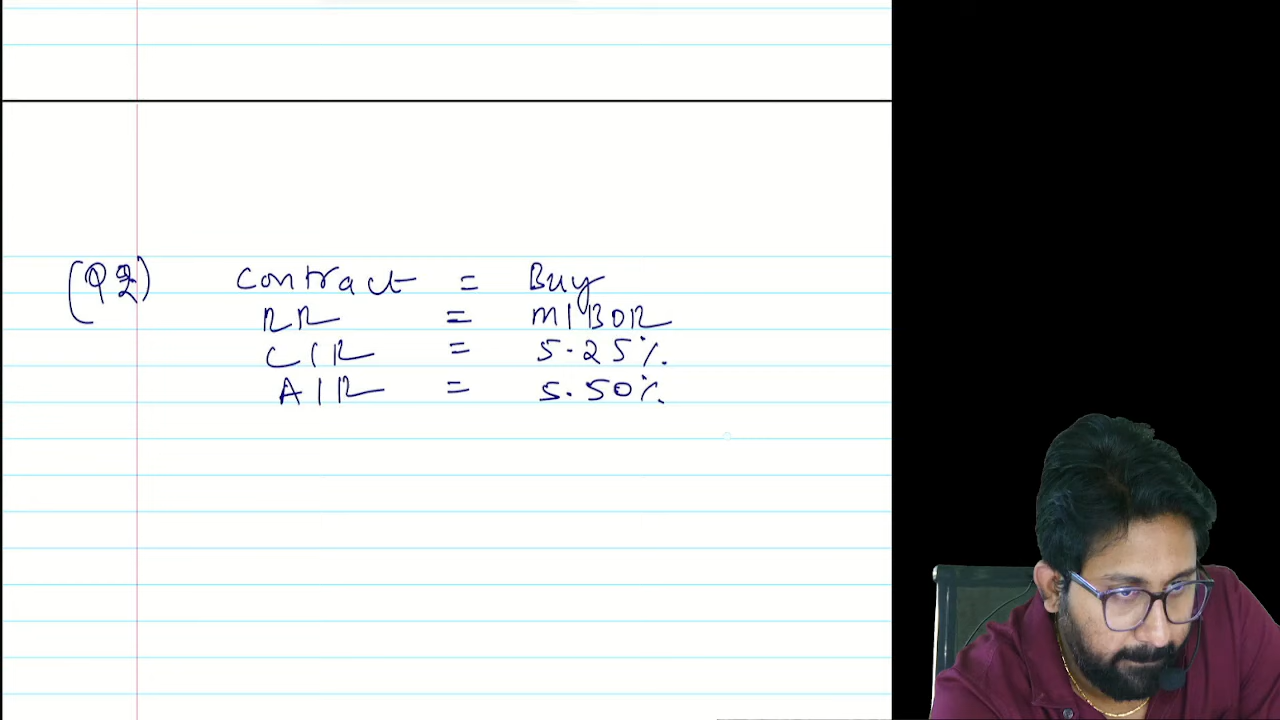 (Q2) Contract = Buy
RR = MIBOR
CIR = 5.25%
AIR = 5.50%